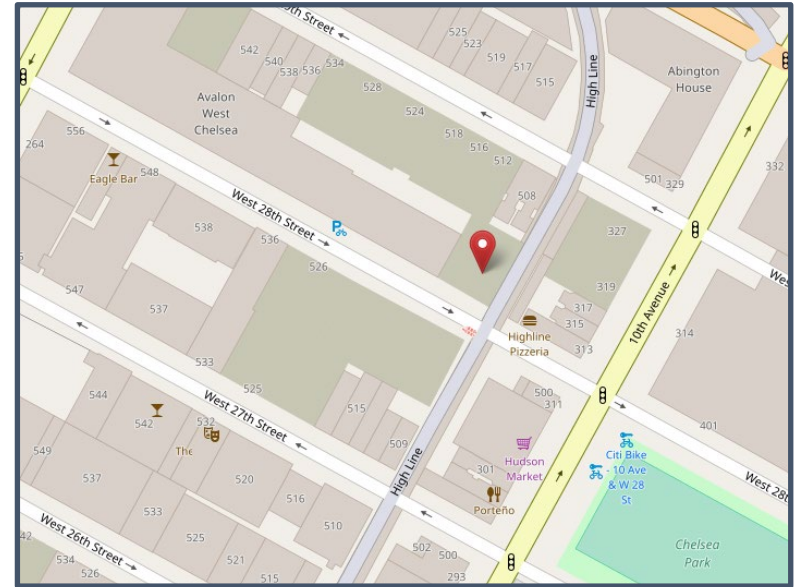 th Street
525
523
519
517
515
High Line
Abington
House
542
540
538
536
534
528
524
518
516
512
508
Avalon
West
Chelsea
332
501
329
556
264
Eagle Bar
548
West 28th Street
538
536
526
327
319
317
315
313
Highline
Pizzeria
10th Avenue
314
547
537
533
525
West 27th Street
515
509
500
311
401
544
542
532
The
Hudson
Market
Citi Bike
- 10 Ave
& W 28
St
549
537
533
520
516
510
High Line
301
Porteño
West 28th
525
521
515
West 26th Street
534
526
502
500
293
Chelsea
Park